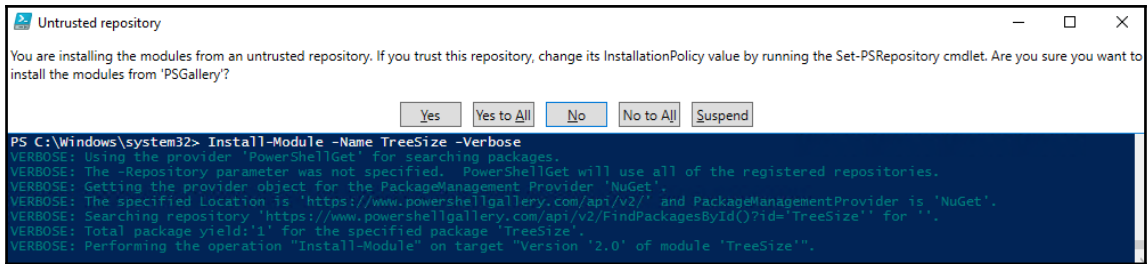 Untrusted repository
You are installing the modules from an untrusted repository. If you trust this repository, change its InstallationPolicy value by running the Set-PSRepository cmdlet. Are you sure you want to
install the modules from 'PSGallery'?
Yes Yes to All No No to All Suspend
PS C:\Windows\system32> Install-Module -Name TreeSize -Verbose
VERBOSE: Using the provider 'PowerShellGet' for searching packages.
VERBOSE: The -Repository parameter was not specified.  PowerShellGet will use all of the registered repositories.
VERBOSE: Getting the provider object for the PackageManagement Provider 'NuGet'.
VERBOSE: The specified Location is 'https://www.powershellgallery.com/api/v2/' and PackageManagementProvider is 'NuGet'.
VERBOSE: Searching repository 'https://www.powershellgallery.com/api/v2/FindPackagesById()?id='TreeSize'' for ''.
VERBOSE: Total package yield:'1' for the specified package 'TreeSize'.
VERBOSE: Performing the operation "Install-Module" on target "Version '2.0' of module 'TreeSize'".